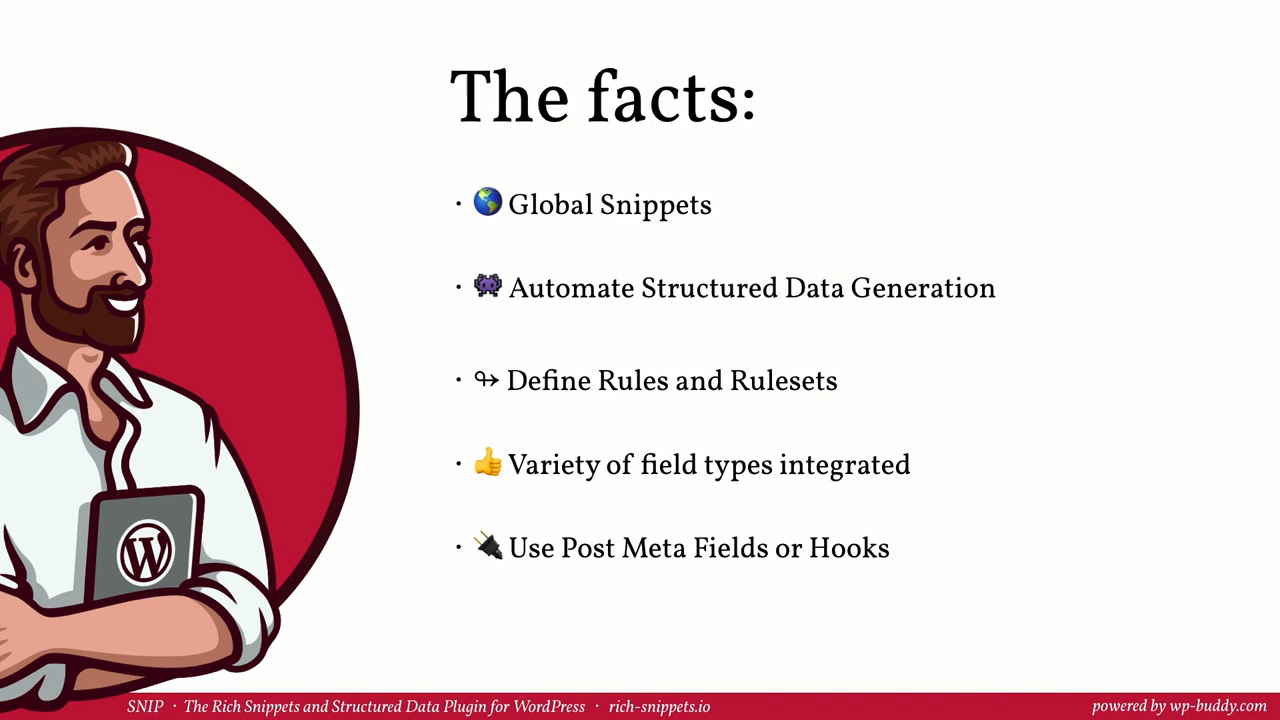 The facts:
· 🌎 Global Snippets
· 👾 Automate Structured Data Generation
· ↬ Define Rules and Rulesets
· 👍 Variety of field types integrated
· 🔌 Use Post Meta Fields or Hooks
W
SNIP · The Rich Snippets and Structured Data Plugin for WordPress · rich-snippets.io
powered by wp-buddy.com